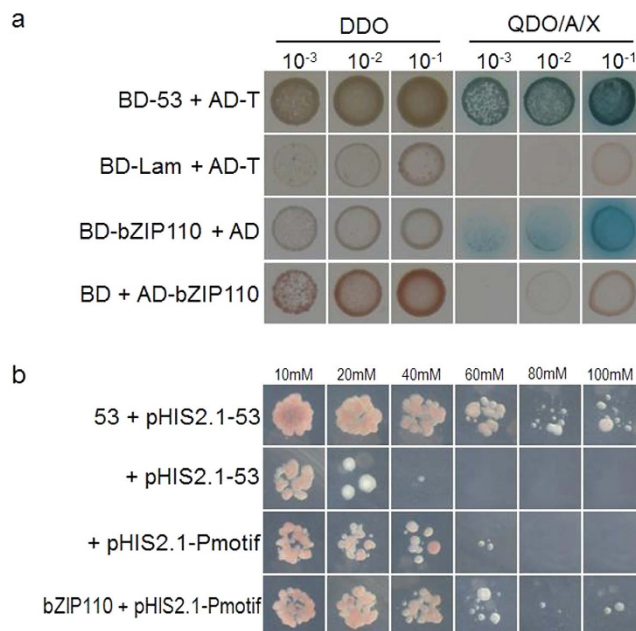 a
DDO QDO/A/X
10-3 10-2 10-1 10-3 10-2 10-1
BD-53 + AD-T
BD-Lam + AD-T
BD-bZIP110 + AD
BD + AD-bZIP110
b
10mM 20mM 40mM 60mM 80mM 100mM
53 + pHIS2.1-53
+ pHIS2.1-53
+ pHIS2.1-Pmotif
bZIP110 + pHIS2.1-Pmotif